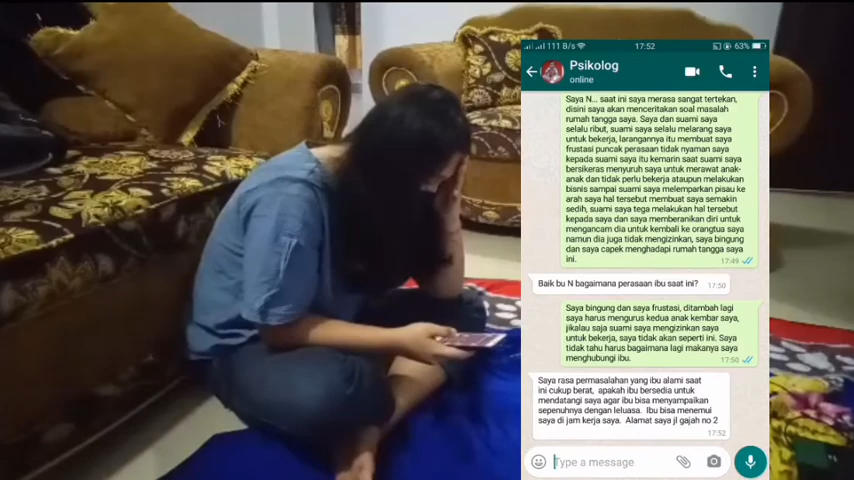 111 B/s
17:52
63%
Psikolog
online
Saya N... saat ini saya merasa sangat tertekan,
disini saya akan menceritakan soal masalah
rumah tangga saya. Saya dan suami saya
selalu ribut, suami saya selalu melarang saya
untuk bekerja, larangannya itu membuat saya
frustasi puncak perasaan tidak nyaman saya
kepada suami saya itu kemarin saat suami saya
bersikeras menyuruh saya untuk merawat anak-
anak dan tidak perlu bekerja ataupun melakukan
bisnis sampai suami saya melemparkan pisau ke
arah saya hal tersebut membuat saya semakin
sedih, suami saya tega melakukan hal tersebut
kepada saya dan saya memberanikan diri untuk
mengancam dia untuk kembali ke orangtua saya
namun dia juga tidak mengizinkan, saya bingung
dan saya capek menghadapi rumah tangga saya
ini.
17:49
Baik bu N bagaimana perasaan ibu saat ini?
17:50
Saya bingung dan saya frustasi, ditambah lagi
saya harus mengurus kedua anak kembar saya,
jikalau saja suami saya mengizinkan saya
untuk bekerja, saya tidak akan seperti ini. Saya
tidak tahu harus bagaimana lagi makanya saya
menghubungi ibu.
17:50
Saya rasa permasalahan yang ibu alami saat
ini cukup berat, apakah ibu bersedia untuk
mendatangi saya agar ibu bisa menyampaikan
sepenuhnya dengan leluasa. Ibu bisa menemui
saya di jam kerja saya. Alamat saya jl gajah no 2
17:52
Type a message